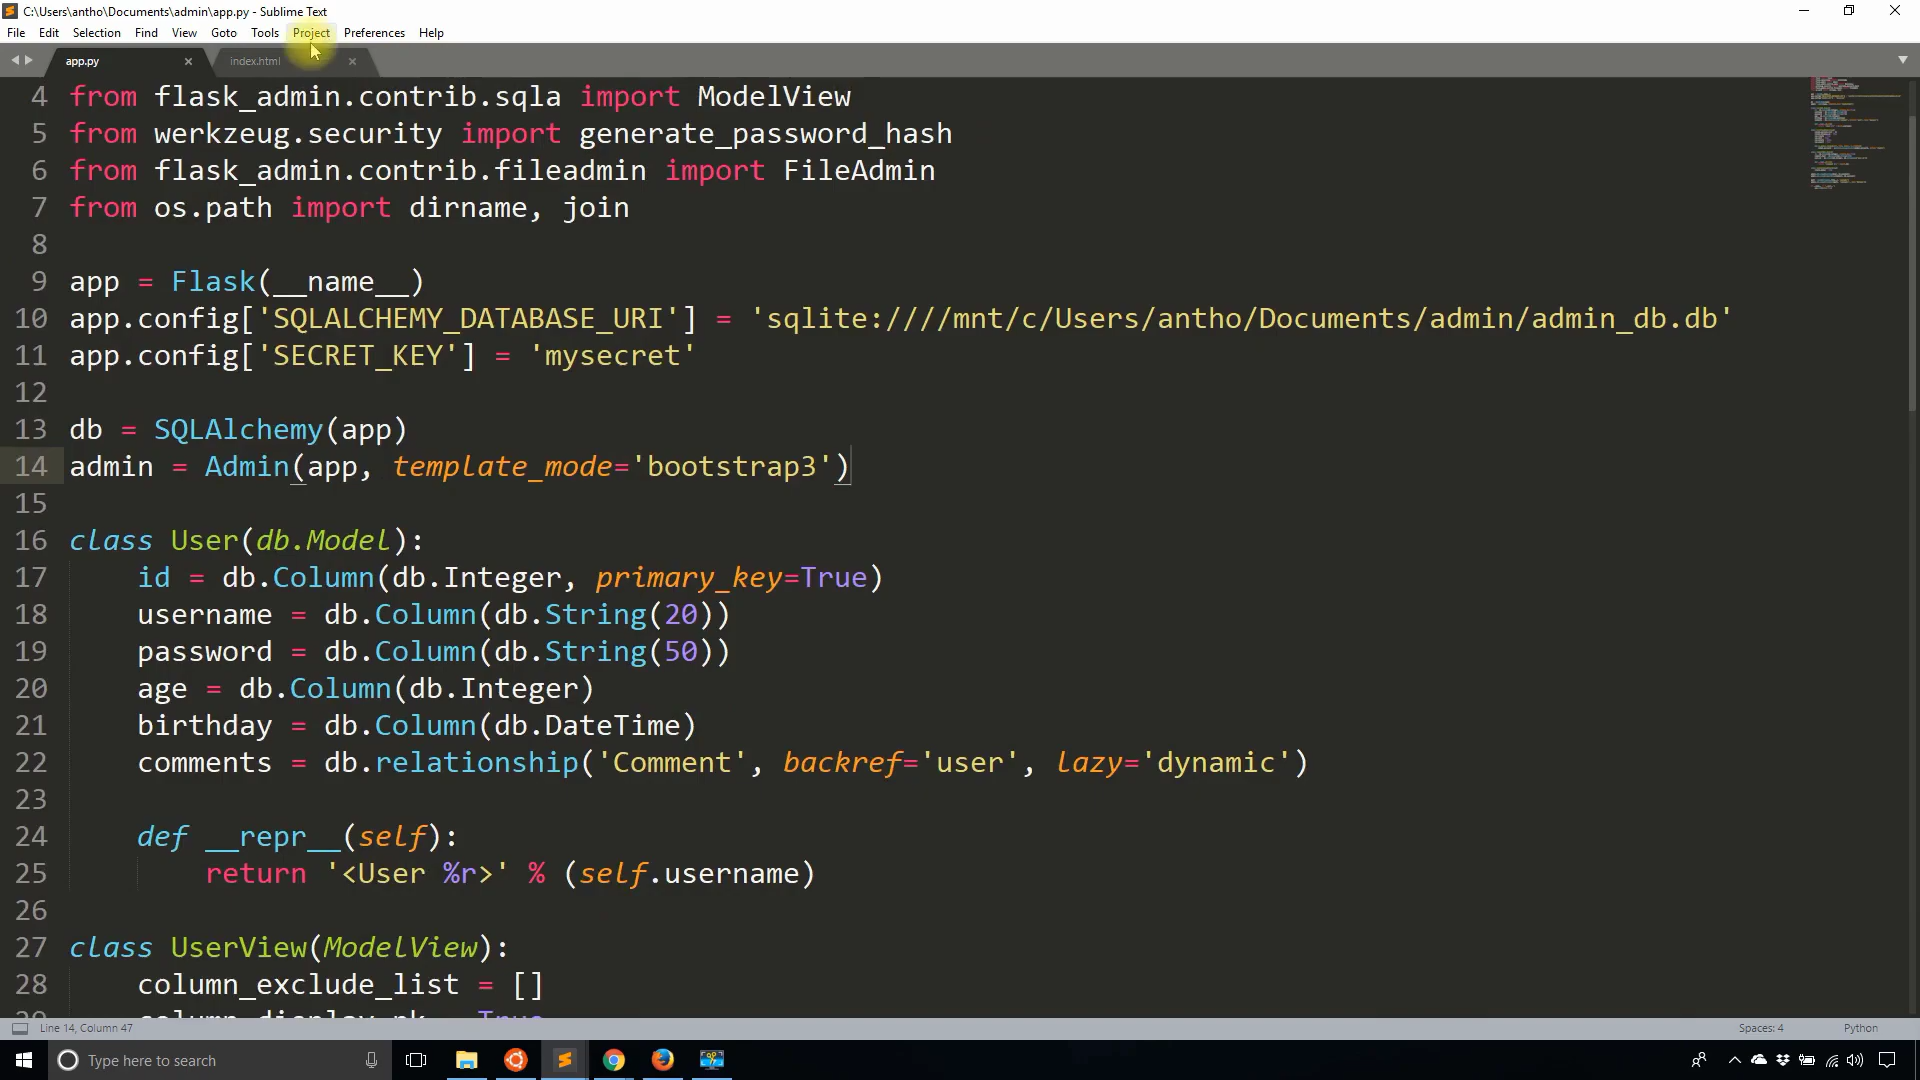 C:\Users\antho\Documents\admin\app.py - Sublime Text
File Edit Selection Find View Goto Tools Project Preferences Help
app.py index.html
4 from flask_admin.contrib.sqla import ModelView
5 from werkzeug.security import generate_password_hash
6 from flask_admin.contrib.fileadmin import FileAdmin
7 from os.path import dirname, join
8
9 app = Flask(__name__)
10 app.config['SQLALCHEMY_DATABASE_URI'] = 'sqlite:////mnt/c/Users/antho/Documents/admin/admin_db.db'
11 app.config['SECRET_KEY'] = 'mysecret'
12
13 db = SQLAlchemy(app)
14 admin = Admin(app, template_mode='bootstrap3')
15
16 class User(db.Model):
17 id = db.Column(db.Integer, primary_key=True)
18 username = db.Column(db.String(20))
19 password = db.Column(db.String(50))
20 age = db.Column(db.Integer)
21 birthday = db.Column(db.DateTime)
22 comments = db.relationship('Comment', backref='user', lazy='dynamic')
23
24 def __repr__(self):
25 return '<User %r>' % (self.username)
26
27 class UserView(ModelView):
28 column_exclude_list = []
29 column_display_pk = True
Line 14, Column 47 Spaces: 4 Python
Type here to search